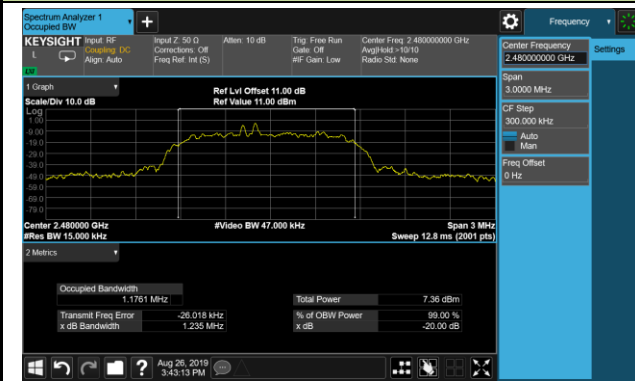 Spectrum Analyzer 1
Occupied BW
Frequency
KEYSIGHT
Input: RF
Coupling: DC
Align: Auto
Input Z: 50 Ω
Corrections: Off
Freq Ref: Int (S)
Atten: 10 dB
Trig: Free Run
Gate: Off
#IF Gain: Low
Center Freq: 2.480000000 GHz
Avg|Hold:>10/10
Radio Std: None
L
Center Frequency
2.480000000 GHz
Settings
Span
3.0000 MHz
CF Step
300.000 kHz
Auto
Man
Freq Offset
0 Hz
1 Graph
Scale/Div 10.0 dB
Ref Lvl Offset 11.00 dB
Ref Value 11.00 dBm
Log
1.00
-9.00
-19.0
-29.0
-39.0
-49.0
-59.0
-69.0
-79.0
Center 2.480000 GHz
#Video BW 47.000 kHz
Span 3 MHz
#Res BW 15.000 kHz
Sweep 12.8 ms (2001 pts)
2 Metrics
Occupied Bandwidth
1.1761 MHz
Total Power 7.36 dBm
Transmit Freq Error -26.018 kHz
% of OBW Power 99.00 %
x dB Bandwidth 1.235 MHz
x dB -20.00 dB
?
Aug 26, 2019
3:43:13 PM